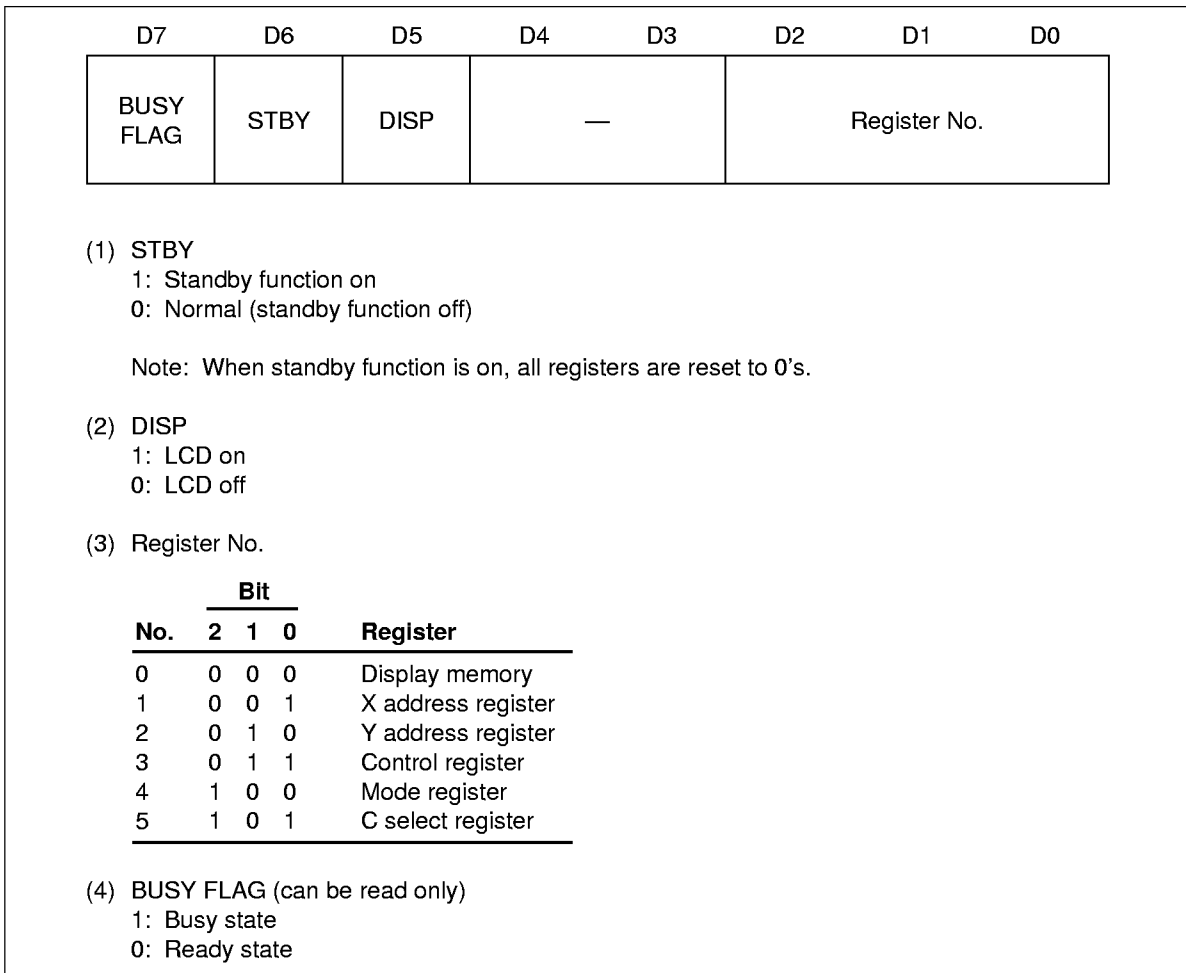 D7 D6 D5 D4 D3 D2 D1 D0
BUSY FLAG STBY DISP — Register No.
(1) STBY
1: Standby function on
0: Normal (standby function off)
Note: When standby function is on, all registers are reset to 0's.
(2) DISP
1: LCD on
0: LCD off
(3) Register No.
Bit
No. 2 1 0 Register
0 0 0 0 Display memory
1 0 0 1 X address register
2 0 1 0 Y address register
3 0 1 1 Control register
4 1 0 0 Mode register
5 1 0 1 C select register
(4) BUSY FLAG (can be read only)
1: Busy state
0: Ready state